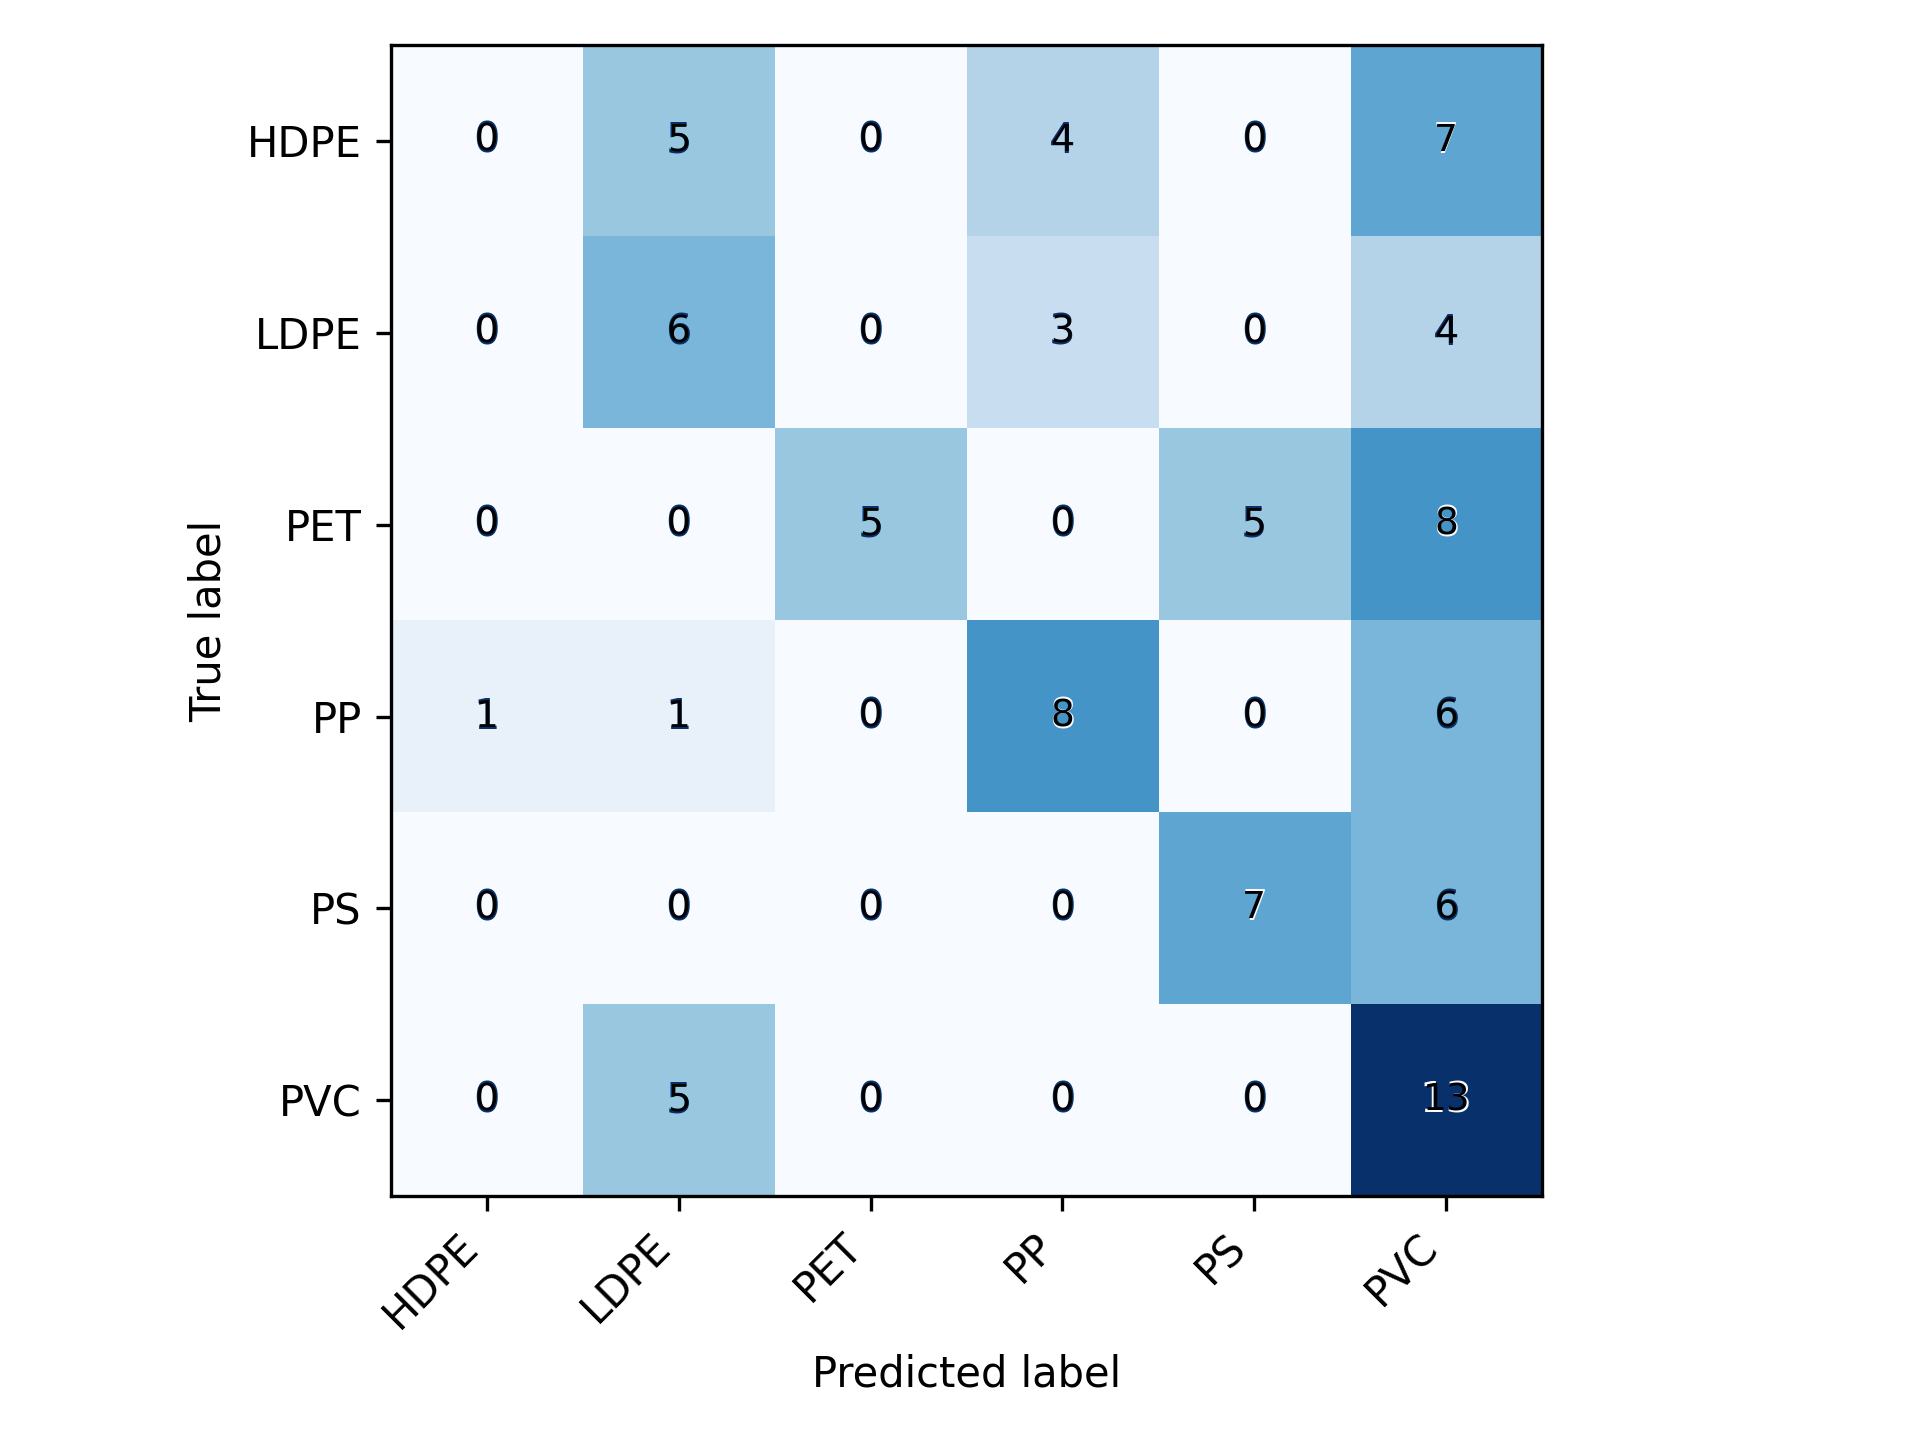 HDPE 0 5 0 4 0 7
LDPE 0 6 0 3 0 4
PET 0 0 5 0 5 8
PP 1 1 0 8 0 6
PS 0 0 0 0 7 6
PVC 0 5 0 0 0 13
True label
HDPE LDPE PET PP PS PVC
Predicted label